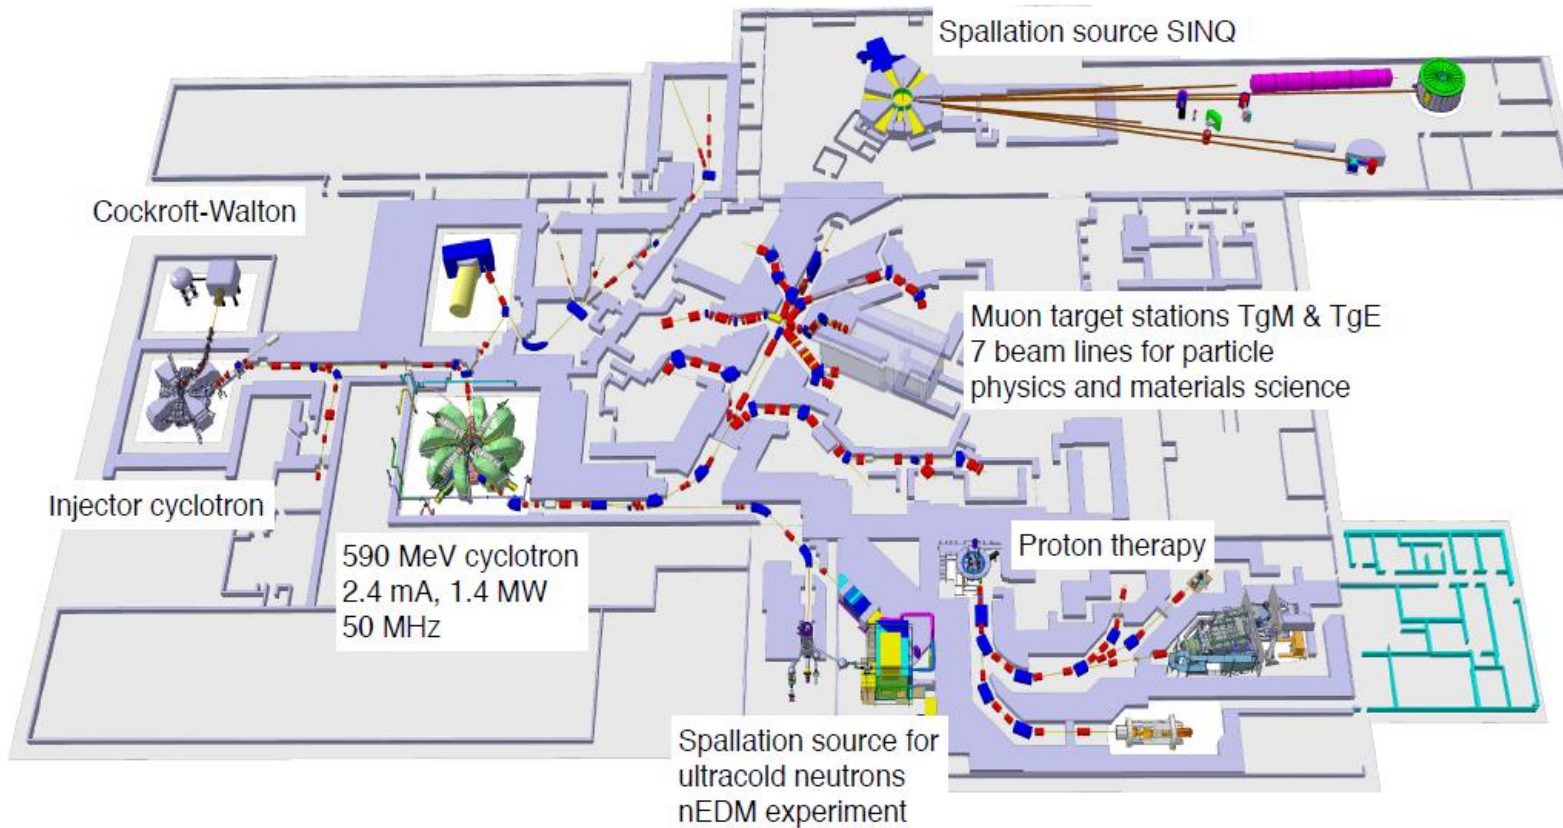 Spallation source SINQ
Cockroft-Walton
Muon target stations TgM & TgE
7 beam lines for particle
physics and materials science
Injector cyclotron
590 MeV cyclotron
2.4 mA, 1.4 MW
50 MHz
Proton therapy
Spallation source for
ultracold neutrons
nEDM experiment